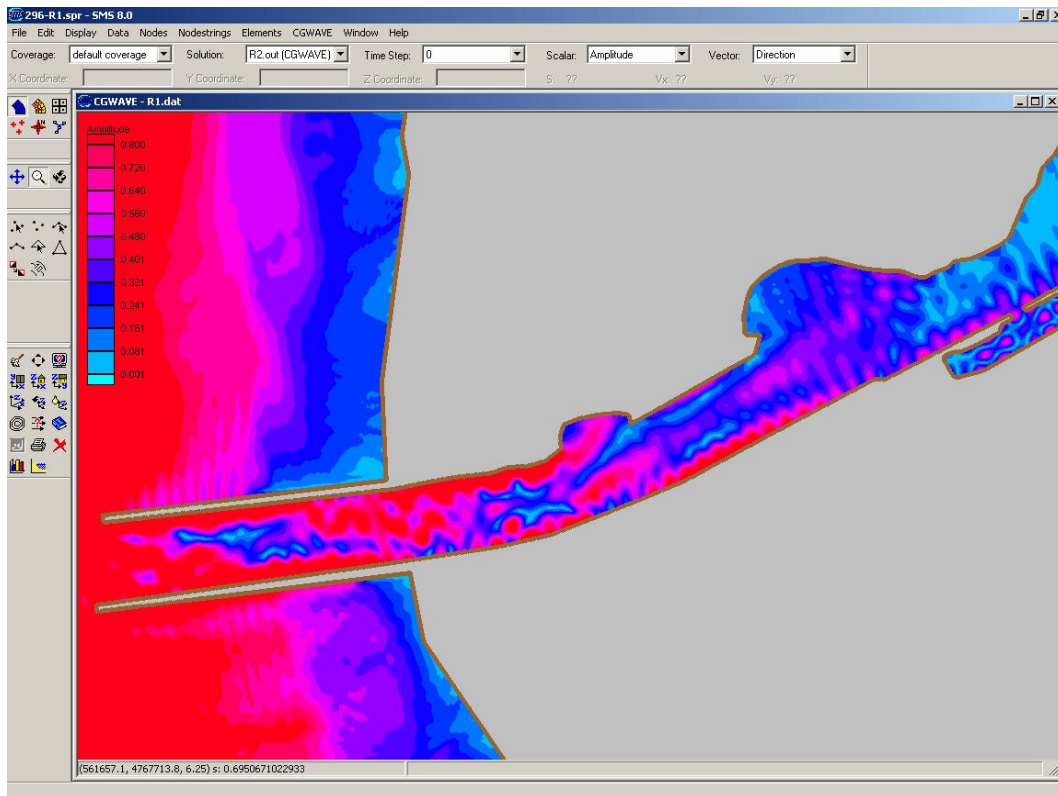 296-R1.spr - SMS 8.0
File Edit Display Data Nodes Nodestrings Elements CGWAVE Window Help
Coverage: default coverage Solution: R2.out (CGWAVE) Time Step: 0 Scalar: Amplitude Vector: Direction
X Coordinate: Y Coordinate: Z Coordinate: S: ?? Vx: ?? Vy: ??
CGWAVE - R1.dat
Amplitude
0.800
0.720
0.640
0.560
0.480
0.401
0.321
0.241
0.161
0.081
0.001
(561657.1, 4767713.8, 6.25) s: 0.6950671022933